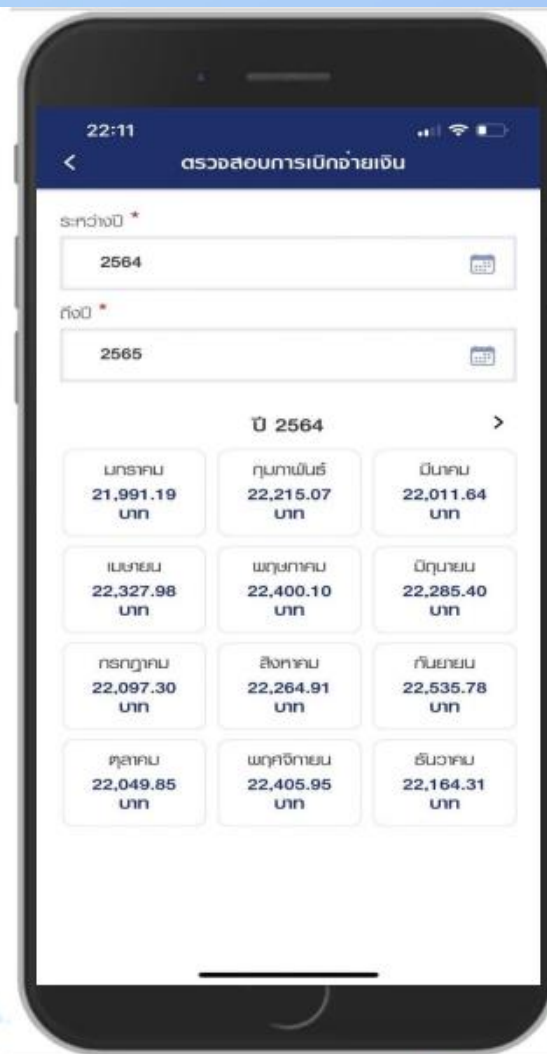 22:11
ตรวจสอบการเบิกจ่ายเงิน
ระหว่างปี *
2564
ถึงปี *
2565
ปี 2564
มกราคม
21,991.19
บาท
กุมภาพันธ์
22,215.07
บาท
มีนาคม
22,011.64
บาท
เมษายน
22,327.98
บาท
พฤษภาคม
22,400.10
บาท
มิถุนายน
22,285.40
บาท
กรกฎาคม
22,097.30
บาท
สิงหาคม
22,264.91
บาท
กันยายน
22,535.78
บาท
ตุลาคม
22,049.85
บาท
พฤศจิกายน
22,405.95
บาท
ธันวาคม
22,164.31
บาท